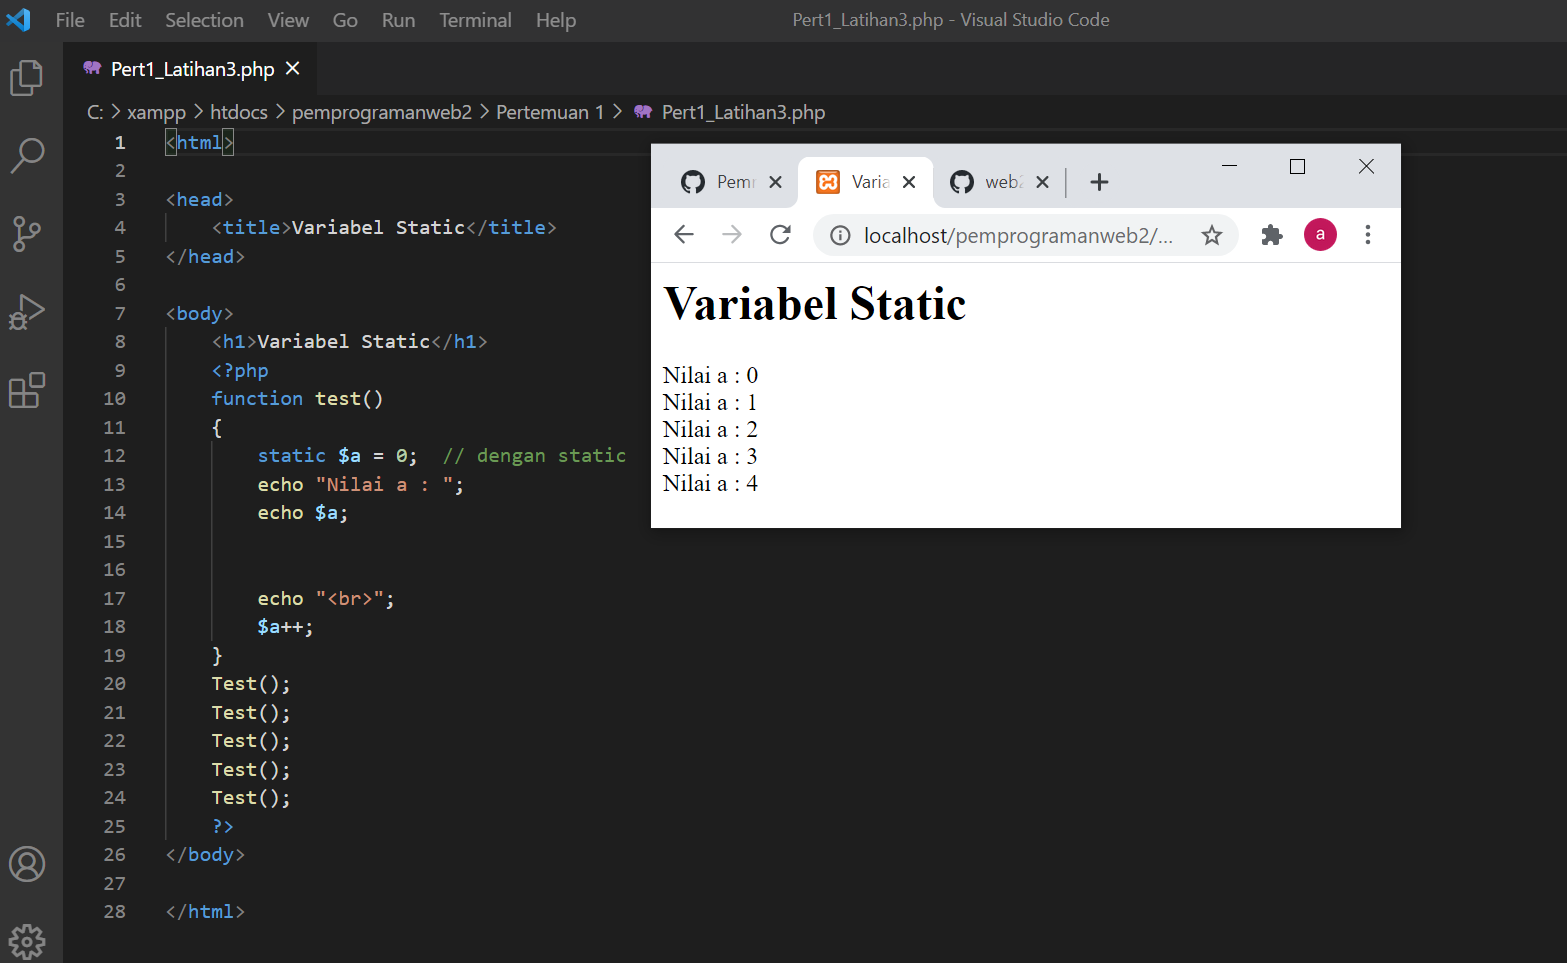 File Edit Selection View Go Run Terminal Help Pert1_Latihan3.php - Visual Studio Code
Pert1_Latihan3.php
C: > xampp > htdocs > pemprogramanweb2 > Pertemuan 1 > Pert1_Latihan3.php
1 <html>
2
3 <head>
4 <title>Variabel Static</title>
5 </head>
6
7 <body>
8 <h1>Variabel Static</h1>
9 <?php
10 function test()
11 {
12 static $a = 0; // dengan static
13 echo "Nilai a : ";
14 echo $a;
15
16
17 echo "<br>";
18 $a++;
19 }
20 Test();
21 Test();
22 Test();
23 Test();
24 Test();
25 ?>
26 </body>
27
28 </html>
Pemr Varia web2
localhost/pemprogramanweb2/... a
Variabel Static
Nilai a : 0
Nilai a : 1
Nilai a : 2
Nilai a : 3
Nilai a : 4